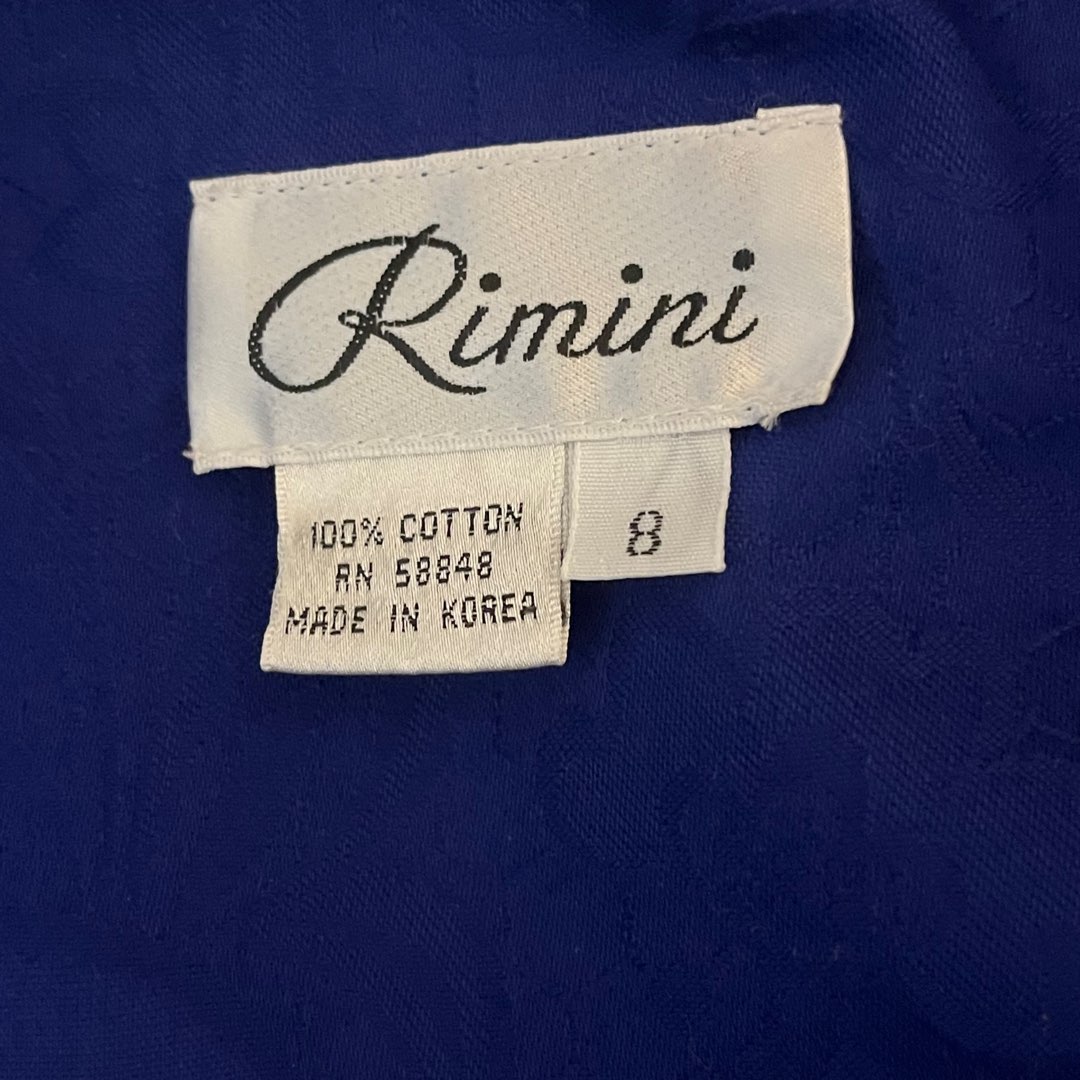 Rimini
100% COTTON
RN 58848
MADE IN KOREA
8